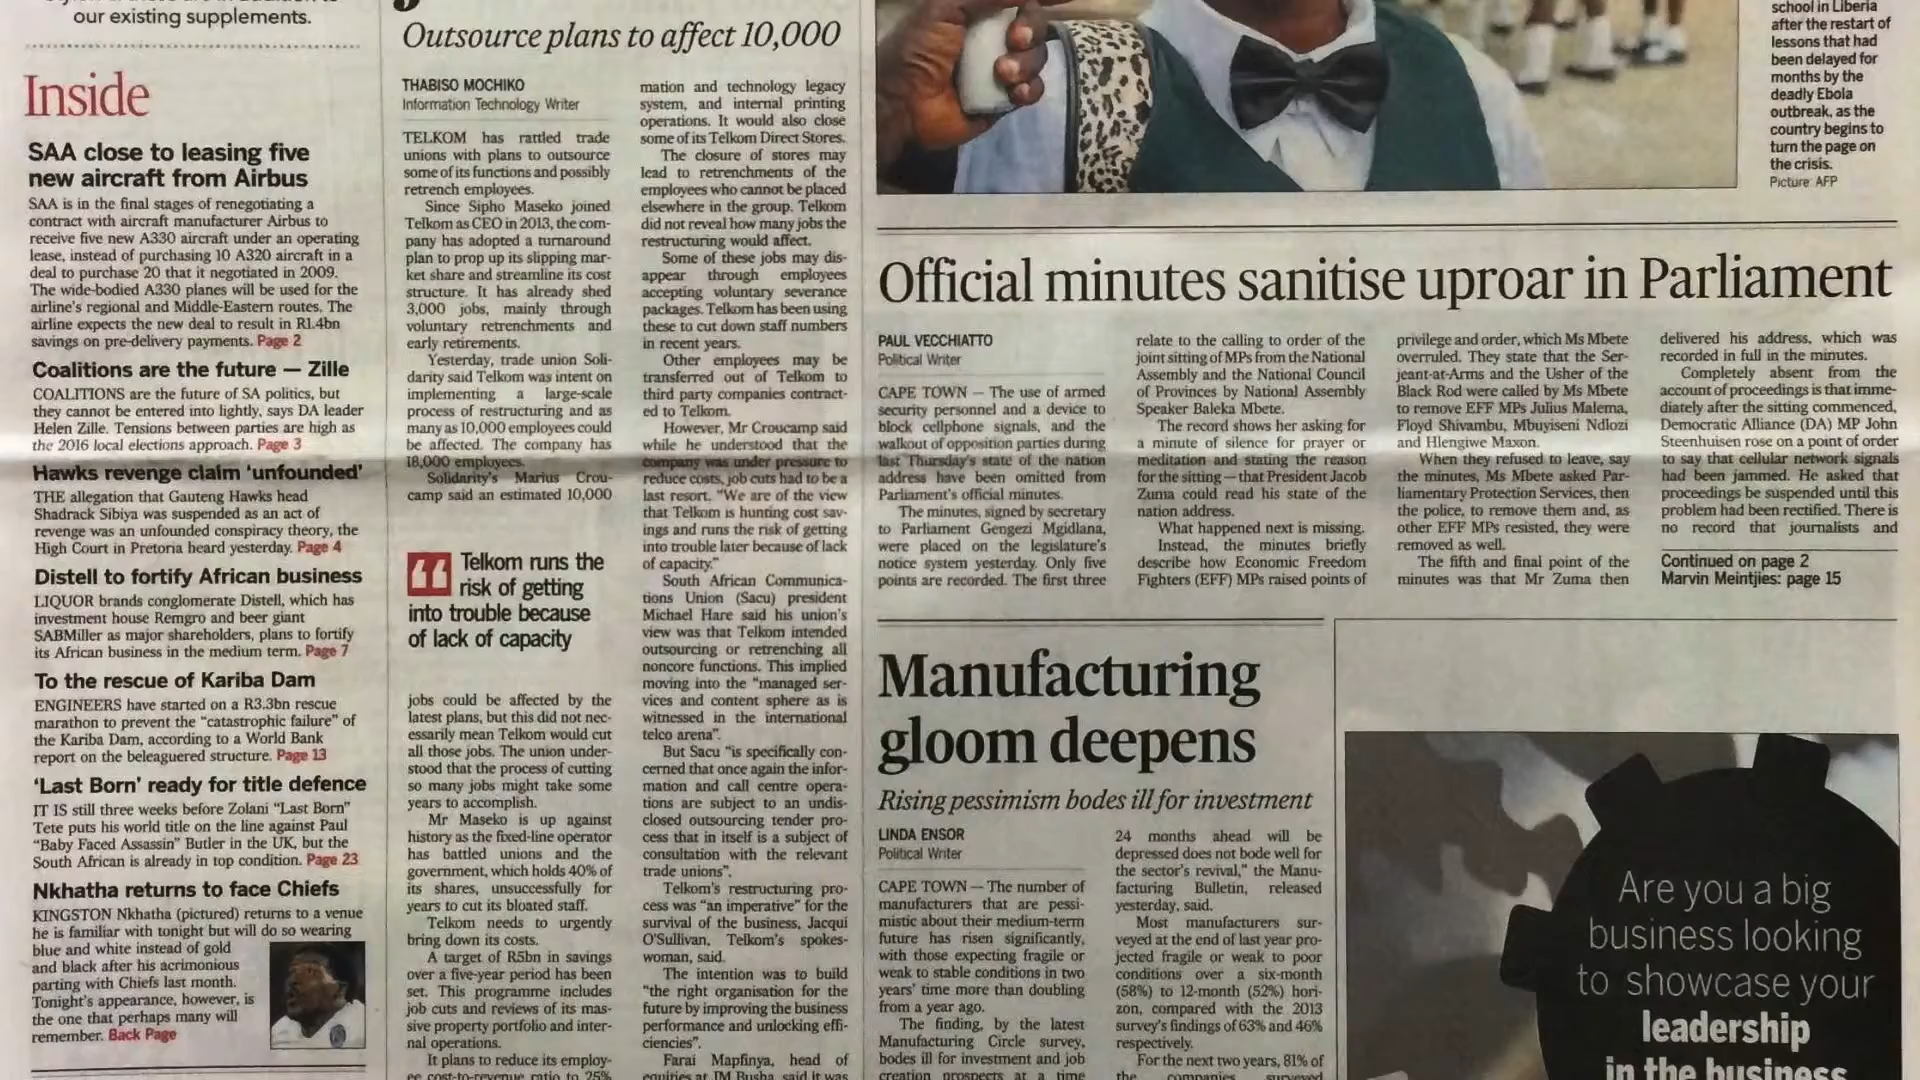 our existing supplements.
Inside
SAA close to leasing five
new aircraft from Airbus
SAA is in the final stages of renegotiating a
contract with aircraft manufacturer Airbus to
receive five new A330 aircraft under an operating
lease, instead of purchasing 10 A320 aircraft in a
deal to purchase 20 that it negotiated in 2009.
The wide-bodied A330 planes will be used for the
airline's regional and Middle-Eastern routes. The
airline expects the new deal to result in R1.4bn
savings on pre-delivery payments. Page 2
Coalitions are the future — Zille
COALITIONS are the future of SA politics, but
they cannot be entered into lightly, says DA leader
Helen Zille. Tensions between parties are high as
the 2016 local elections approach. Page 3
Hawks revenge claim ‘unfounded’
THE allegation that Gauteng Hawks head
Shadrack Sibiya was suspended as an act of
revenge was an unfounded conspiracy theory, the
High Court in Pretoria heard yesterday. Page 4
Distell to fortify African business
LIQUOR brands conglomerate Distell, which has
investment house Remgro and beer giant
SABMiller as major shareholders, plans to fortify
its African business in the medium term. Page 7
To the rescue of Kariba Dam
ENGINEERS have started on a R3.3bn rescue
marathon to prevent the “catastrophic failure” of
the Kariba Dam, according to a World Bank
report on the beleaguered structure. Page 13
‘Last Born’ ready for title defence
IT IS still three weeks before Zolani “Last Born”
Tete puts his world title on the line against Paul
“Baby Faced Assassin” Butler in the UK, but the
South African is already in top condition. Page 23
Nkhatha returns to face Chiefs
KINGSTON Nkhatha (pictured) returns to a venue
he is familiar with tonight but will do so wearing
blue and white instead of gold
and black after his acrimonious
parting with Chiefs last month.
Tonight's appearance, however, is
the one that perhaps many will
remember. Back Page
Outsource plans to affect 10,000
THABISO MOCHIKO
Information Technology Writer
TELKOM has rattled trade
unions with plans to outsource
some of its functions and possibly
retrench employees.
Since Sipho Maseko joined
Telkom as CEO in 2013, the com-
pany has adopted a turnaround
plan to prop up its slipping mar-
ket share and streamline its cost
structure. It has already shed
3,000 jobs, mainly through
voluntary retrenchments and
early retirements.
Yesterday, trade union Soli-
darity said Telkom was intent on
implementing a large-scale
process of restructuring and as
many as 10,000 employees could
be affected. The company has
18,000 employees.
Solidarity's Marius Crou-
camp said an estimated 10,000
Telkom runs the
risk of getting
into trouble because
of lack of capacity
jobs could be affected by the
latest plans, but this did not nec-
essarily mean Telkom would cut
all those jobs. The union under-
stood that the process of cutting
so many jobs might take some
years to accomplish.
Mr Maseko is up against
history as the fixed-line operator
has battled unions and the
government, which holds 40% of
its shares, unsuccessfully for
years to cut its bloated staff.
Telkom needs to urgently
bring down its costs.
A target of R5bn in savings
over a five-year period has been
set. This programme includes
job cuts and reviews of its mas-
sive property portfolio and inter-
nal operations.
It plans to reduce its employ-
ee cost-to-revenue ratio to 25%
mation and technology legacy
system, and internal printing
operations. It would also close
some of its Telkom Direct Stores.
The closure of stores may
lead to retrenchments of the
employees who cannot be placed
elsewhere in the group. Telkom
did not reveal how many jobs the
restructuring would affect.
Some of these jobs may dis-
appear through employees
accepting voluntary severance
packages. Telkom has been using
these to cut down staff numbers
in recent years.
Other employees may be
transferred out of Telkom to
third party companies contract-
ed to Telkom.
However, Mr Croucamp said
while he understood that the
company was under pressure to
reduce costs, job cuts had to be a
last resort. “We are of the view
that Telkom is hunting cost sav-
ings and runs the risk of getting
into trouble later because of lack
of capacity.”
South African Communica-
tions Union (Sacu) president
Michael Hare said his union's
view was that Telkom intended
outsourcing or retrenching all
noncore functions. This implied
moving into the “managed ser-
vices and content sphere as is
witnessed in the international
telco arena”.
But Sacu “is specifically con-
cerned that once again the infor-
mation and call centre opera-
tions are subject to an undis-
closed outsourcing tender pro-
cess that in itself is a subject of
consultation with the relevant
trade unions”.
Telkom's restructuring pro-
cess was “an imperative” for the
survival of the business, Jacqui
O'Sullivan, Telkom's spokes-
woman, said.
The intention was to build
“the right organisation for the
future by improving the business
performance and unlocking effi-
ciencies”.
Farai Mapfinya, head of
equities at JM Busha, said it was
school in Liberia
after the restart of
lessons that had
been delayed for
months by the
deadly Ebola
outbreak, as the
country begins to
turn the page on
the crisis.
Picture: AFP
Official minutes sanitise uproar in Parliament
PAUL VECCHIATTO
Political Writer
CAPE TOWN — The use of armed
security personnel and a device to
block cellphone signals, and the
walkout of opposition parties during
last Thursday's state of the nation
address have been omitted from
Parliament's official minutes.
The minutes, signed by secretary
to Parliament Gengezi Mgidlana,
were placed on the legislature's
notice system yesterday. Only five
points are recorded. The first three
relate to the calling to order of the
joint sitting of MPs from the National
Assembly and the National Council
of Provinces by National Assembly
Speaker Baleka Mbete.
The record shows her asking for
a minute of silence for prayer or
meditation and stating the reason
for the sitting — that President Jacob
Zuma could read his state of the
nation address.
What happened next is missing.
Instead, the minutes briefly
describe how Economic Freedom
Fighters (EFF) MPs raised points of
privilege and order, which Ms Mbete
overruled. They state that the Ser-
jeant-at-Arms and the Usher of the
Black Rod were called by Ms Mbete
to remove EFF MPs Julius Malema,
Floyd Shivambu, Mbuyiseni Ndlozi
and Hlengiwe Maxon.
When they refused to leave, say
the minutes, Ms Mbete asked Par-
liamentary Protection Services, then
the police, to remove them and, as
other EFF MPs resisted, they were
removed as well.
The fifth and final point of the
minutes was that Mr Zuma then
delivered his address, which was
recorded in full in the minutes.
Completely absent from the
account of proceedings is that imme-
diately after the sitting commenced,
Democratic Alliance (DA) MP John
Steenhuisen rose on a point of order
to say that cellular network signals
had been jammed. He asked that
proceedings be suspended until this
problem had been rectified. There is
no record that journalists and
Continued on page 2
Marvin Meintjies: page 15
Manufacturing
gloom deepens
Rising pessimism bodes ill for investment
LINDA ENSOR
Political Writer
CAPE TOWN — The number of
manufacturers that are pessi-
mistic about their medium-term
future has risen significantly,
with those expecting fragile or
weak to stable conditions in two
years' time more than doubling
from a year ago.
The finding, by the latest
Manufacturing Circle survey,
bodes ill for investment and job
creation prospects at a time
24 months ahead will be
depressed does not bode well for
the sector's revival,” the Manu-
facturing Bulletin, released
yesterday, said.
Most manufacturers sur-
veyed at the end of last year pro-
jected fragile or weak to poor
conditions over a six-month
(58%) to 12-month (52%) hori-
zon, compared with the 2013
survey's findings of 63% and 46%
respectively.
For the next two years, 81% of
the companies surveyed
Are you a big
business looking
to showcase your
leadership
in the business